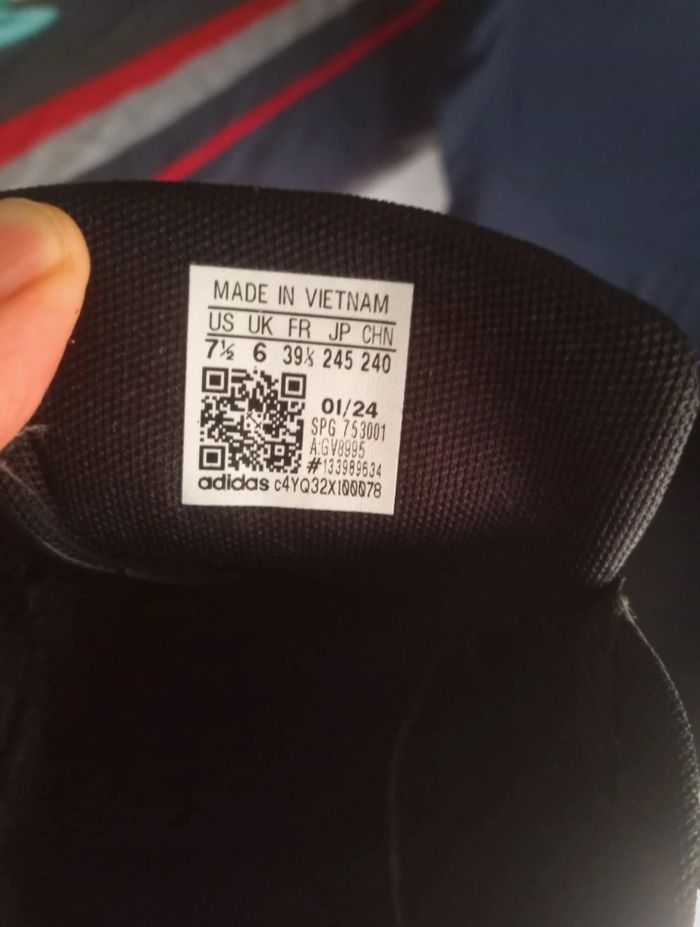 MADE IN VIETNAM
US UK FR JP CHN
7½ 6 39⅓ 245 240
01/24
SPG 753001
A:GV8995
#133989634
adidas c4YQ32X100078